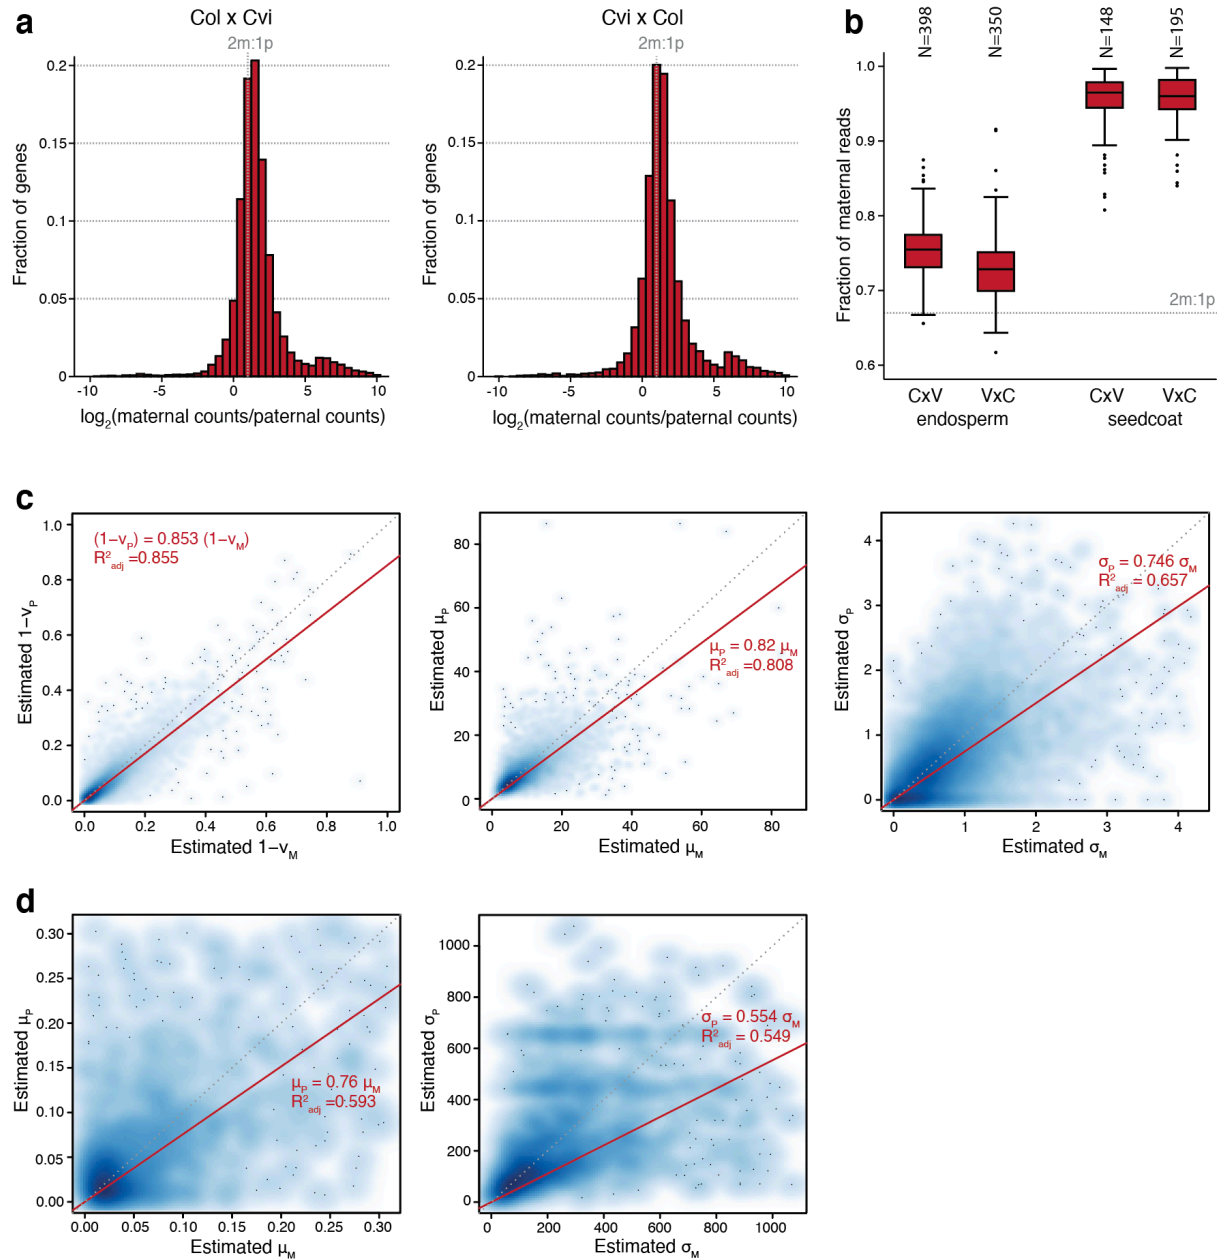 a
Col x Cvi
2m:1p
0.2
0.15
0.1
0.05
0
Fraction of genes
-10
-5
0
5
10
log2(maternal counts/paternal counts)
Cvi x Col
2m:1p
0.2
0.15
0.1
0.05
0
Fraction of genes
-10
-5
0
5
10
log2(maternal counts/paternal counts)
b
N=398
N=350
N=148
N=195
1.0
0.9
0.8
0.7
0.6
Fraction of maternal reads
2m:1p
CxV
VxC
CxV
VxC
endosperm
seedcoat
c
(1−νP) = 0.853 (1−νM)
R2adj =0.855
1.0
0.8
0.6
0.4
0.2
0.0
Estimated 1−νP
0.0
0.2
0.4
0.6
0.8
1.0
Estimated 1−νM
μP = 0.82 μM
R2adj =0.808
80
60
40
20
0
Estimated μP
0
20
40
60
80
Estimated μM
σP = 0.746 σM
R2adj = 0.657
4
3
2
1
0
Estimated σP
0
1
2
3
4
Estimated σM
d
μP = 0.76 μM
R2adj =0.593
0.30
0.25
0.20
0.15
0.10
0.05
0.00
Estimated μP
0.00
0.05
0.10
0.15
0.20
0.25
0.30
Estimated μM
σP = 0.554 σM
R2adj = 0.549
1000
800
600
400
200
0
Estimated σP
0
200
400
600
800
1000
Estimated σM